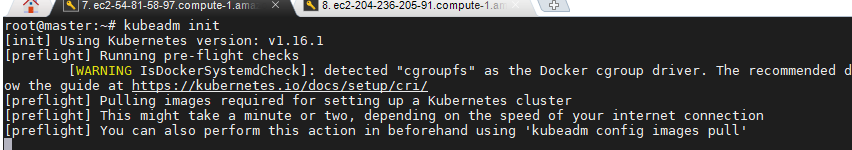 7. ec2-54-81-58-97.compute-1.ama
8. ec2-204-236-205-91.compute-1.amaz
root@master:~# kubeadm init
[init] Using Kubernetes version: v1.16.1
[preflight] Running pre-flight checks
[WARNING IsDockerSystemdCheck]: detected "cgroupfs" as the Docker cgroup driver. The recommended d
ow the guide at https://kubernetes.io/docs/setup/cri/
[preflight] Pulling images required for setting up a Kubernetes cluster
[preflight] This might take a minute or two, depending on the speed of your internet connection
[preflight] You can also perform this action in beforehand using 'kubeadm config images pull'